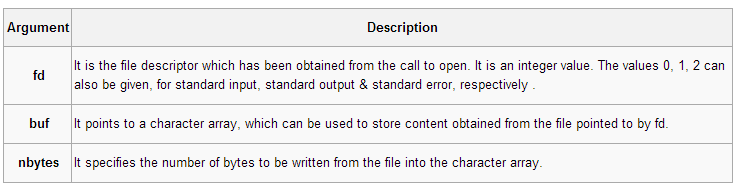 Argument Description
fd It is the file descriptor which has been obtained from the call to open. It is an integer value. The values 0, 1, 2 can
also be given, for standard input, standard output & standard error, respectively .
buf It points to a character array, which can be used to store content obtained from the file pointed to by fd.
nbytes It specifies the number of bytes to be written from the file into the character array.